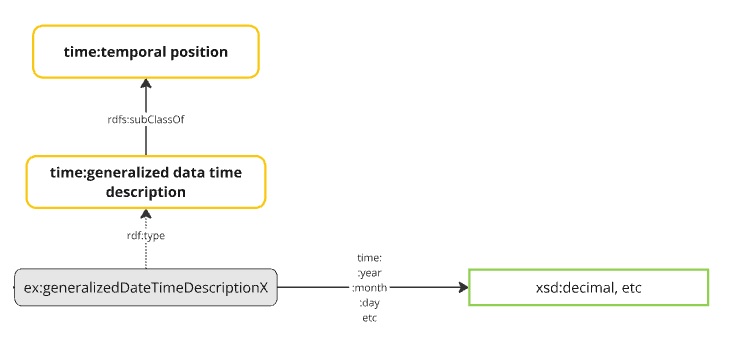 time:temporal position
rdfs:subClassOf
time:generalized data time
description
rdf:type
ex:generalizedDateTimeDescriptionX
time:
:year
:month
:day
etc
xsd:decimal, etc